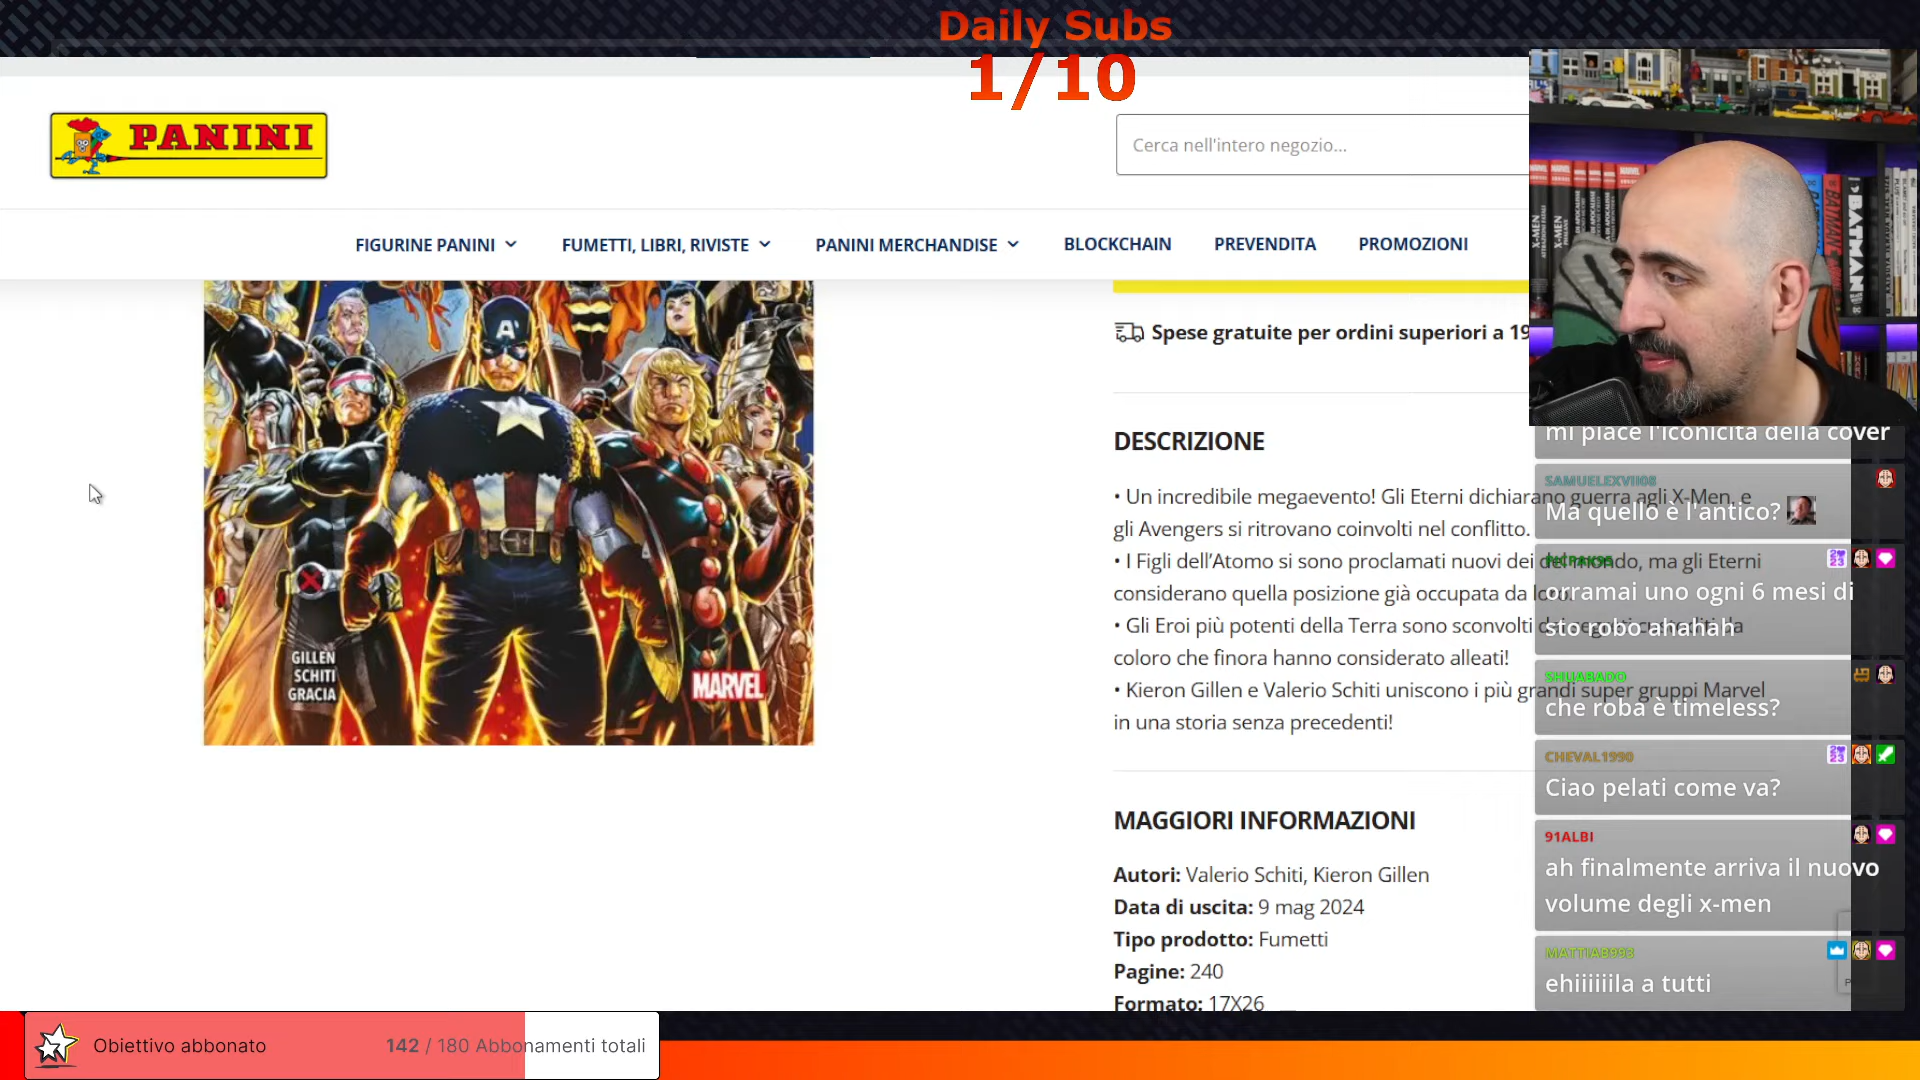 Daily Subs
1/10
PANINI
Cerca nell'intero negozio...
FIGURINE PANINI
FUMETTI, LIBRI, RIVISTE
PANINI MERCHANDISE
BLOCKCHAIN
PREVENDITA
PROMOZIONI
Spese gratuite per ordini superiori a 19
DESCRIZIONE
• Un incredibile megaevento! Gli Eterni dichiarano guerra agli X-Men, e
gli Avengers si ritrovano coinvolti nel conflitto.
• I Figli dell'Atomo si sono proclamati nuovi dei del mondo, ma gli Eterni
considerano quella posizione già occupata da loro.
• Gli Eroi più potenti della Terra sono sconvolti
coloro che finora hanno considerato alleati!
• Kieron Gillen e Valerio Schiti uniscono i più grandi super gruppi Marvel
in una storia senza precedenti!
MAGGIORI INFORMAZIONI
Autori: Valerio Schiti, Kieron Gillen
Data di uscita: 9 mag 2024
Tipo prodotto: Fumetti
Pagine: 240
Formato: 17X26
A
GILLEN
SCHITI
GRACIA
MARVEL
X-MEN
X-MEN
BATMAN
BATMAN
mi piace l'iconicità della cover
SAMUELEXVII08
Ma quello è l'antico?
orramai uno ogni 6 mesi di
sto robo ahahah
SHUABADO
che roba è timeless?
CHEVAL1990
Ciao pelati come va?
91ALBI
ah finalmente arriva il nuovo
volume degli x-men
MATTIAB993
ehiiiiiila a tutti
Obiettivo abbonato
142 / 180 Abbonamenti totali